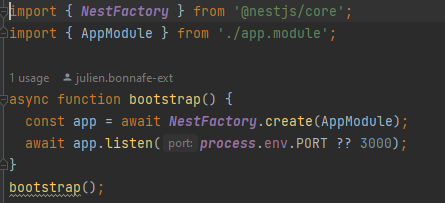 import { NestFactory } from '@nestjs/core';
import { AppModule } from './app.module';
1 usage julien.bonnafe-ext
async function bootstrap() {
const app = await NestFactory.create(AppModule);
await app.listen( port: process.env.PORT ?? 3000);
}
bootstrap();